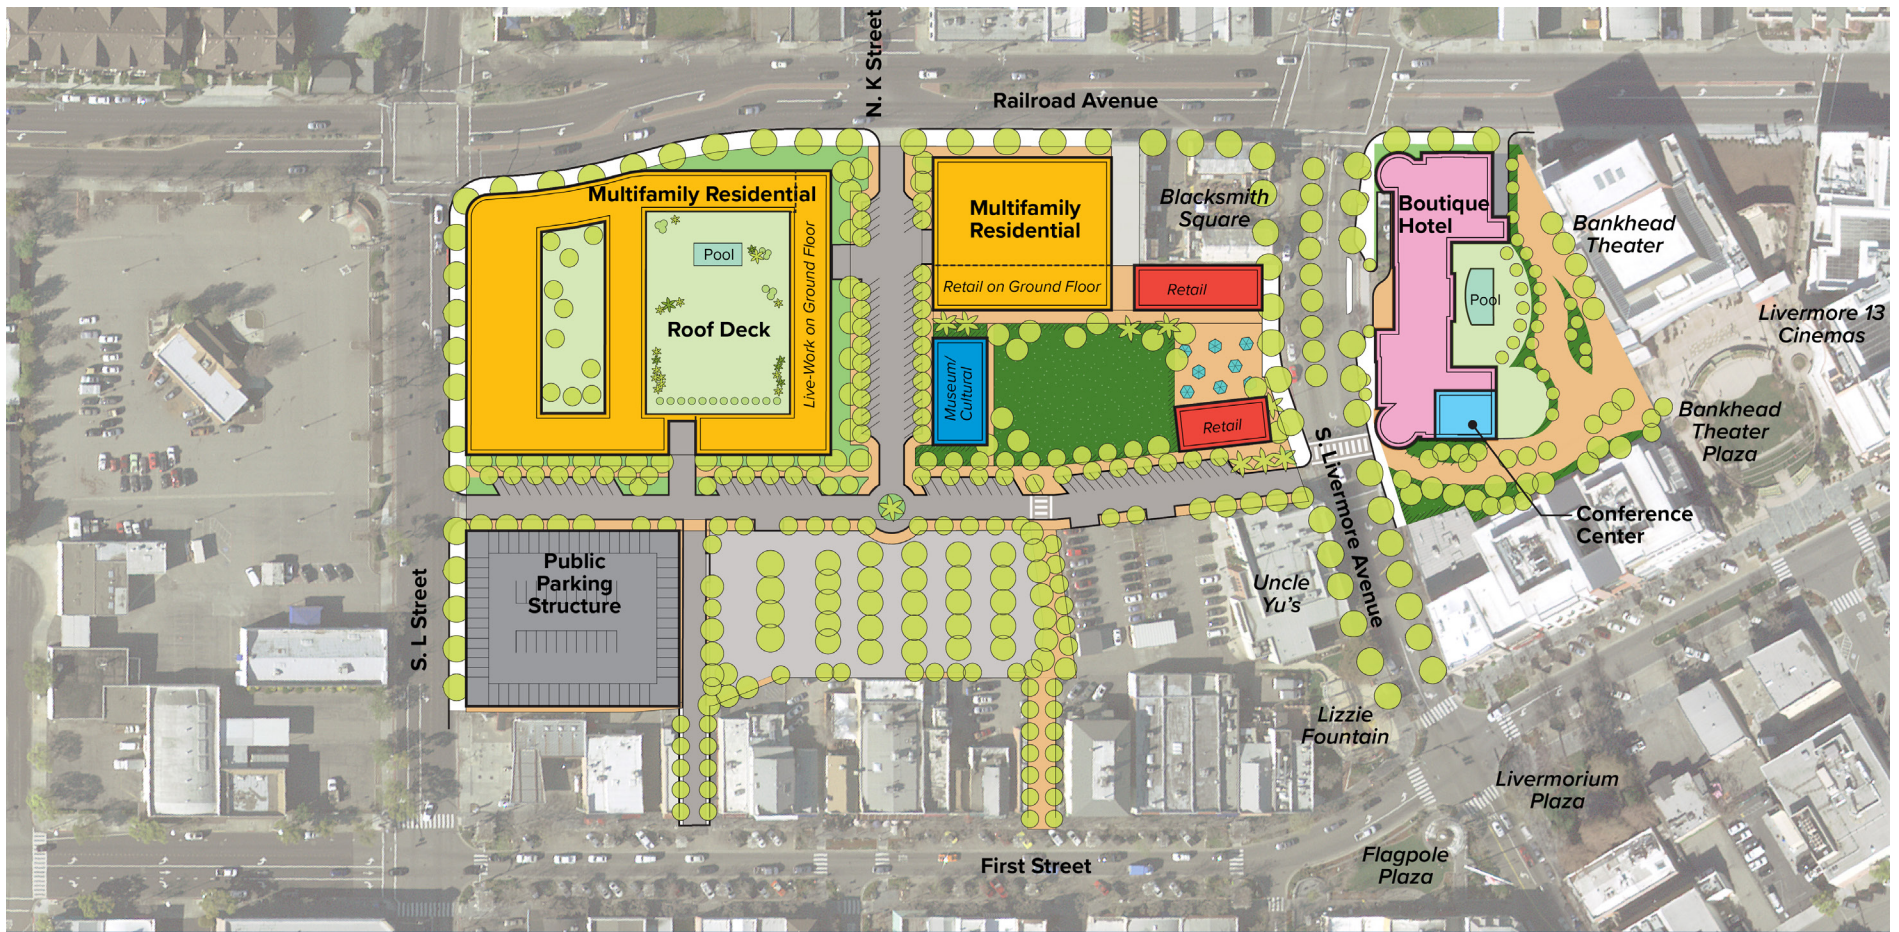 N. K Street
Railroad Avenue
Multifamily Residential
Pool
Roof Deck
Live-Work on Ground Floor
Multifamily
Residential
Retail on Ground Floor
Retail
Blacksmith
Square
Museum/
Cultural
Retail
Boutique
Hotel
Pool
Bankhead
Theater
Livermore 13
Cinemas
Bankhead
Theater
Plaza
Conference
Center
S. Livermore Avenue
S. L Street
Public
Parking
Structure
Uncle
Yu's
Lizzie
Fountain
Livermorium
Plaza
First Street
Flagpole
Plaza